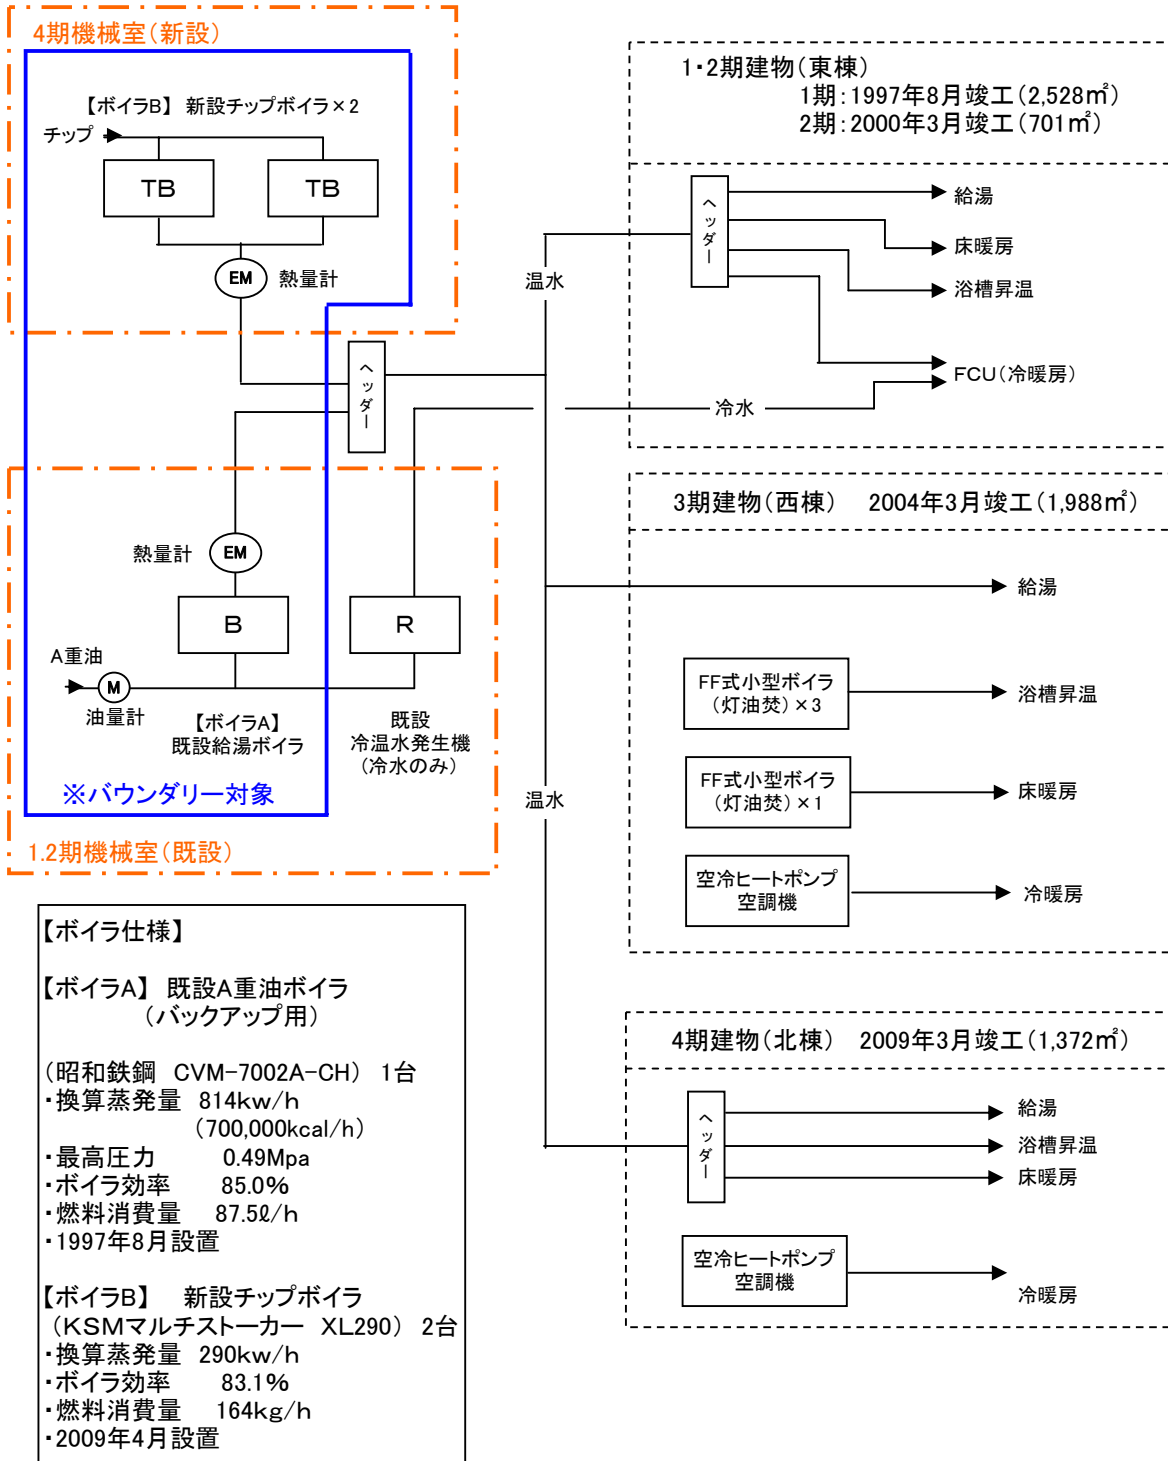 4期機械室(新設)
【ボイラB】 新設チップボイラ×2
チップ
TB
TB
EM
熱量計
ヘッダー
熱量計
EM
B
R
A重油
M
油量計
【ボイラA】
既設給湯ボイラ
既設
冷温水発生機
(冷水のみ)
※バウンダリー対象
1.2期機械室(既設)
温水
冷水
温水
1・2期建物(東棟)
1期:1997年8月竣工(2,528㎡)
2期:2000年3月竣工(701㎡)
ヘッダー
給湯
床暖房
浴槽昇温
FCU(冷暖房)
3期建物(西棟) 2004年3月竣工(1,988㎡)
給湯
FF式小型ボイラ
(灯油焚)×3
浴槽昇温
FF式小型ボイラ
(灯油焚)×1
床暖房
空冷ヒートポンプ
空調機
冷暖房
4期建物(北棟) 2009年3月竣工(1,372㎡)
ヘッダー
給湯
浴槽昇温
床暖房
空冷ヒートポンプ
空調機
冷暖房
【ボイラ仕様】
【ボイラA】 既設A重油ボイラ
(バックアップ用)
(昭和鉄鋼 CVM-7002A-CH) 1台
・換算蒸発量 814kw/h
(700,000kcal/h)
・最高圧力 0.49Mpa
・ボイラ効率 85.0%
・燃料消費量 87.5ℓ/h
・1997年8月設置
【ボイラB】 新設チップボイラ
(KSMマルチストーカー XL290) 2台
・換算蒸発量 290kw/h
・ボイラ効率 83.1%
・燃料消費量 164kg/h
・2009年4月設置